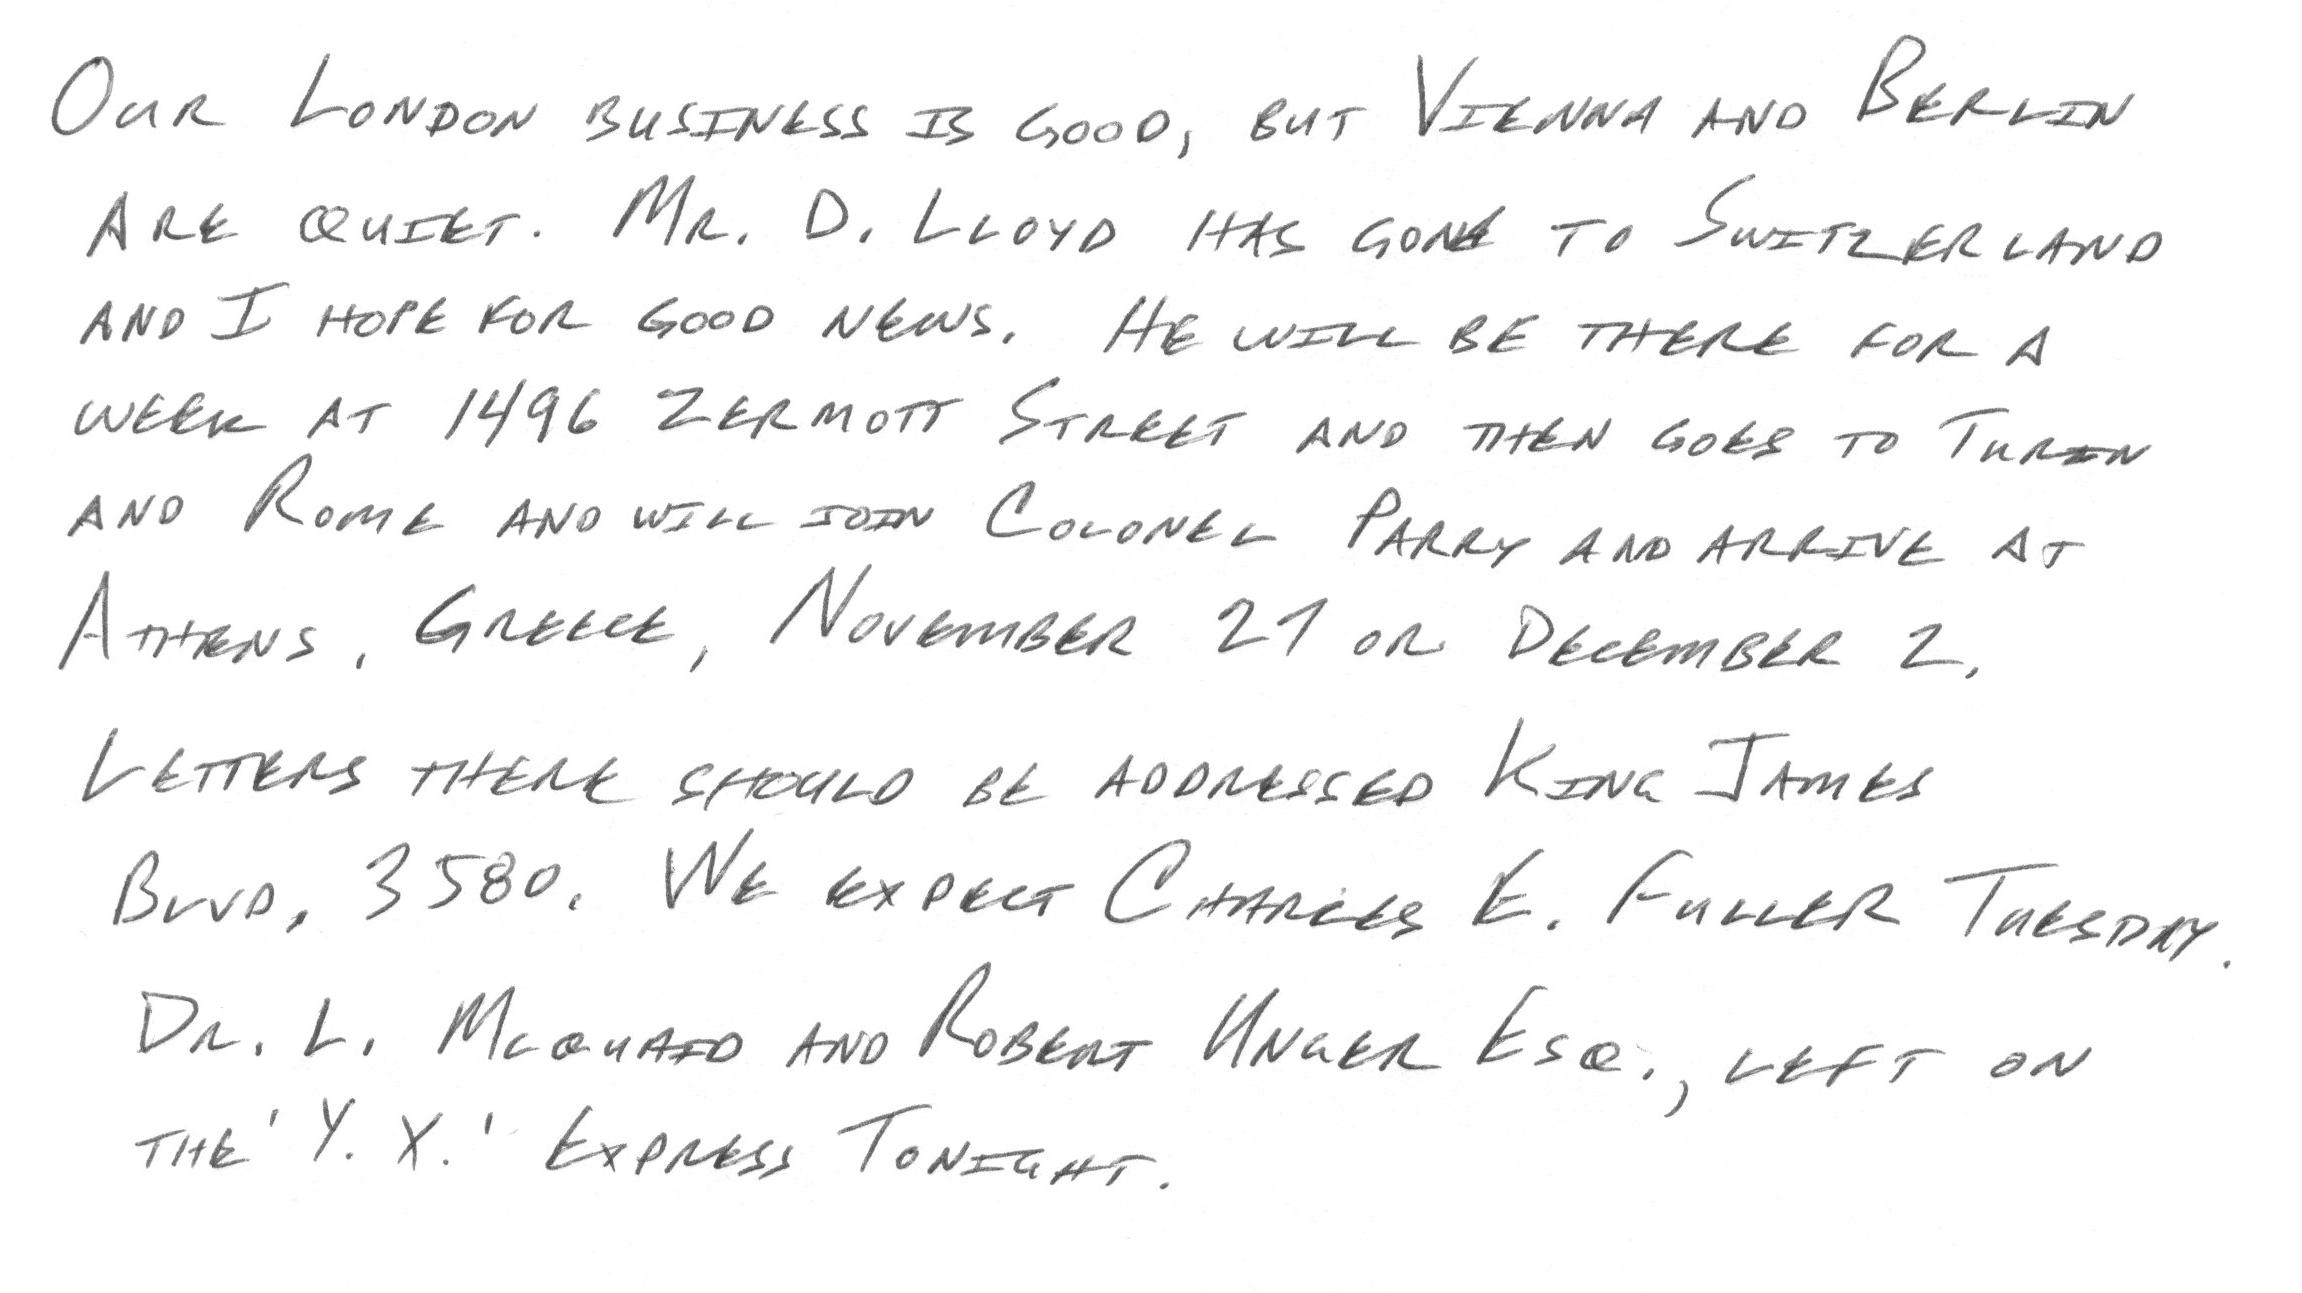 Our London business is good, but Vienna and Berlin
are quiet. Mr. D. Lloyd has gone to Switzerland
and I hope for good news. He will be there for a
week at 1496 Zermott Street and then goes to Turin
and Rome and will join Colonel Parry and arrive at
Athens, Greece, November 27 or December 2.
Letters there should be addressed King James
Blvd, 3580. We expect Charles E. Fuller Tuesday.
Dr. L. McQuaid and Robert Unger Esq., left on
the 'Y. X.' Express Tonight.